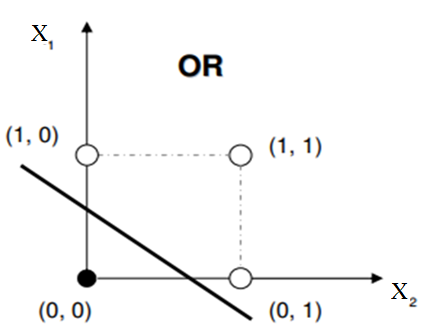 X₁
OR
(1, 0)
(1, 1)
(0, 0)
(0, 1)
X₂